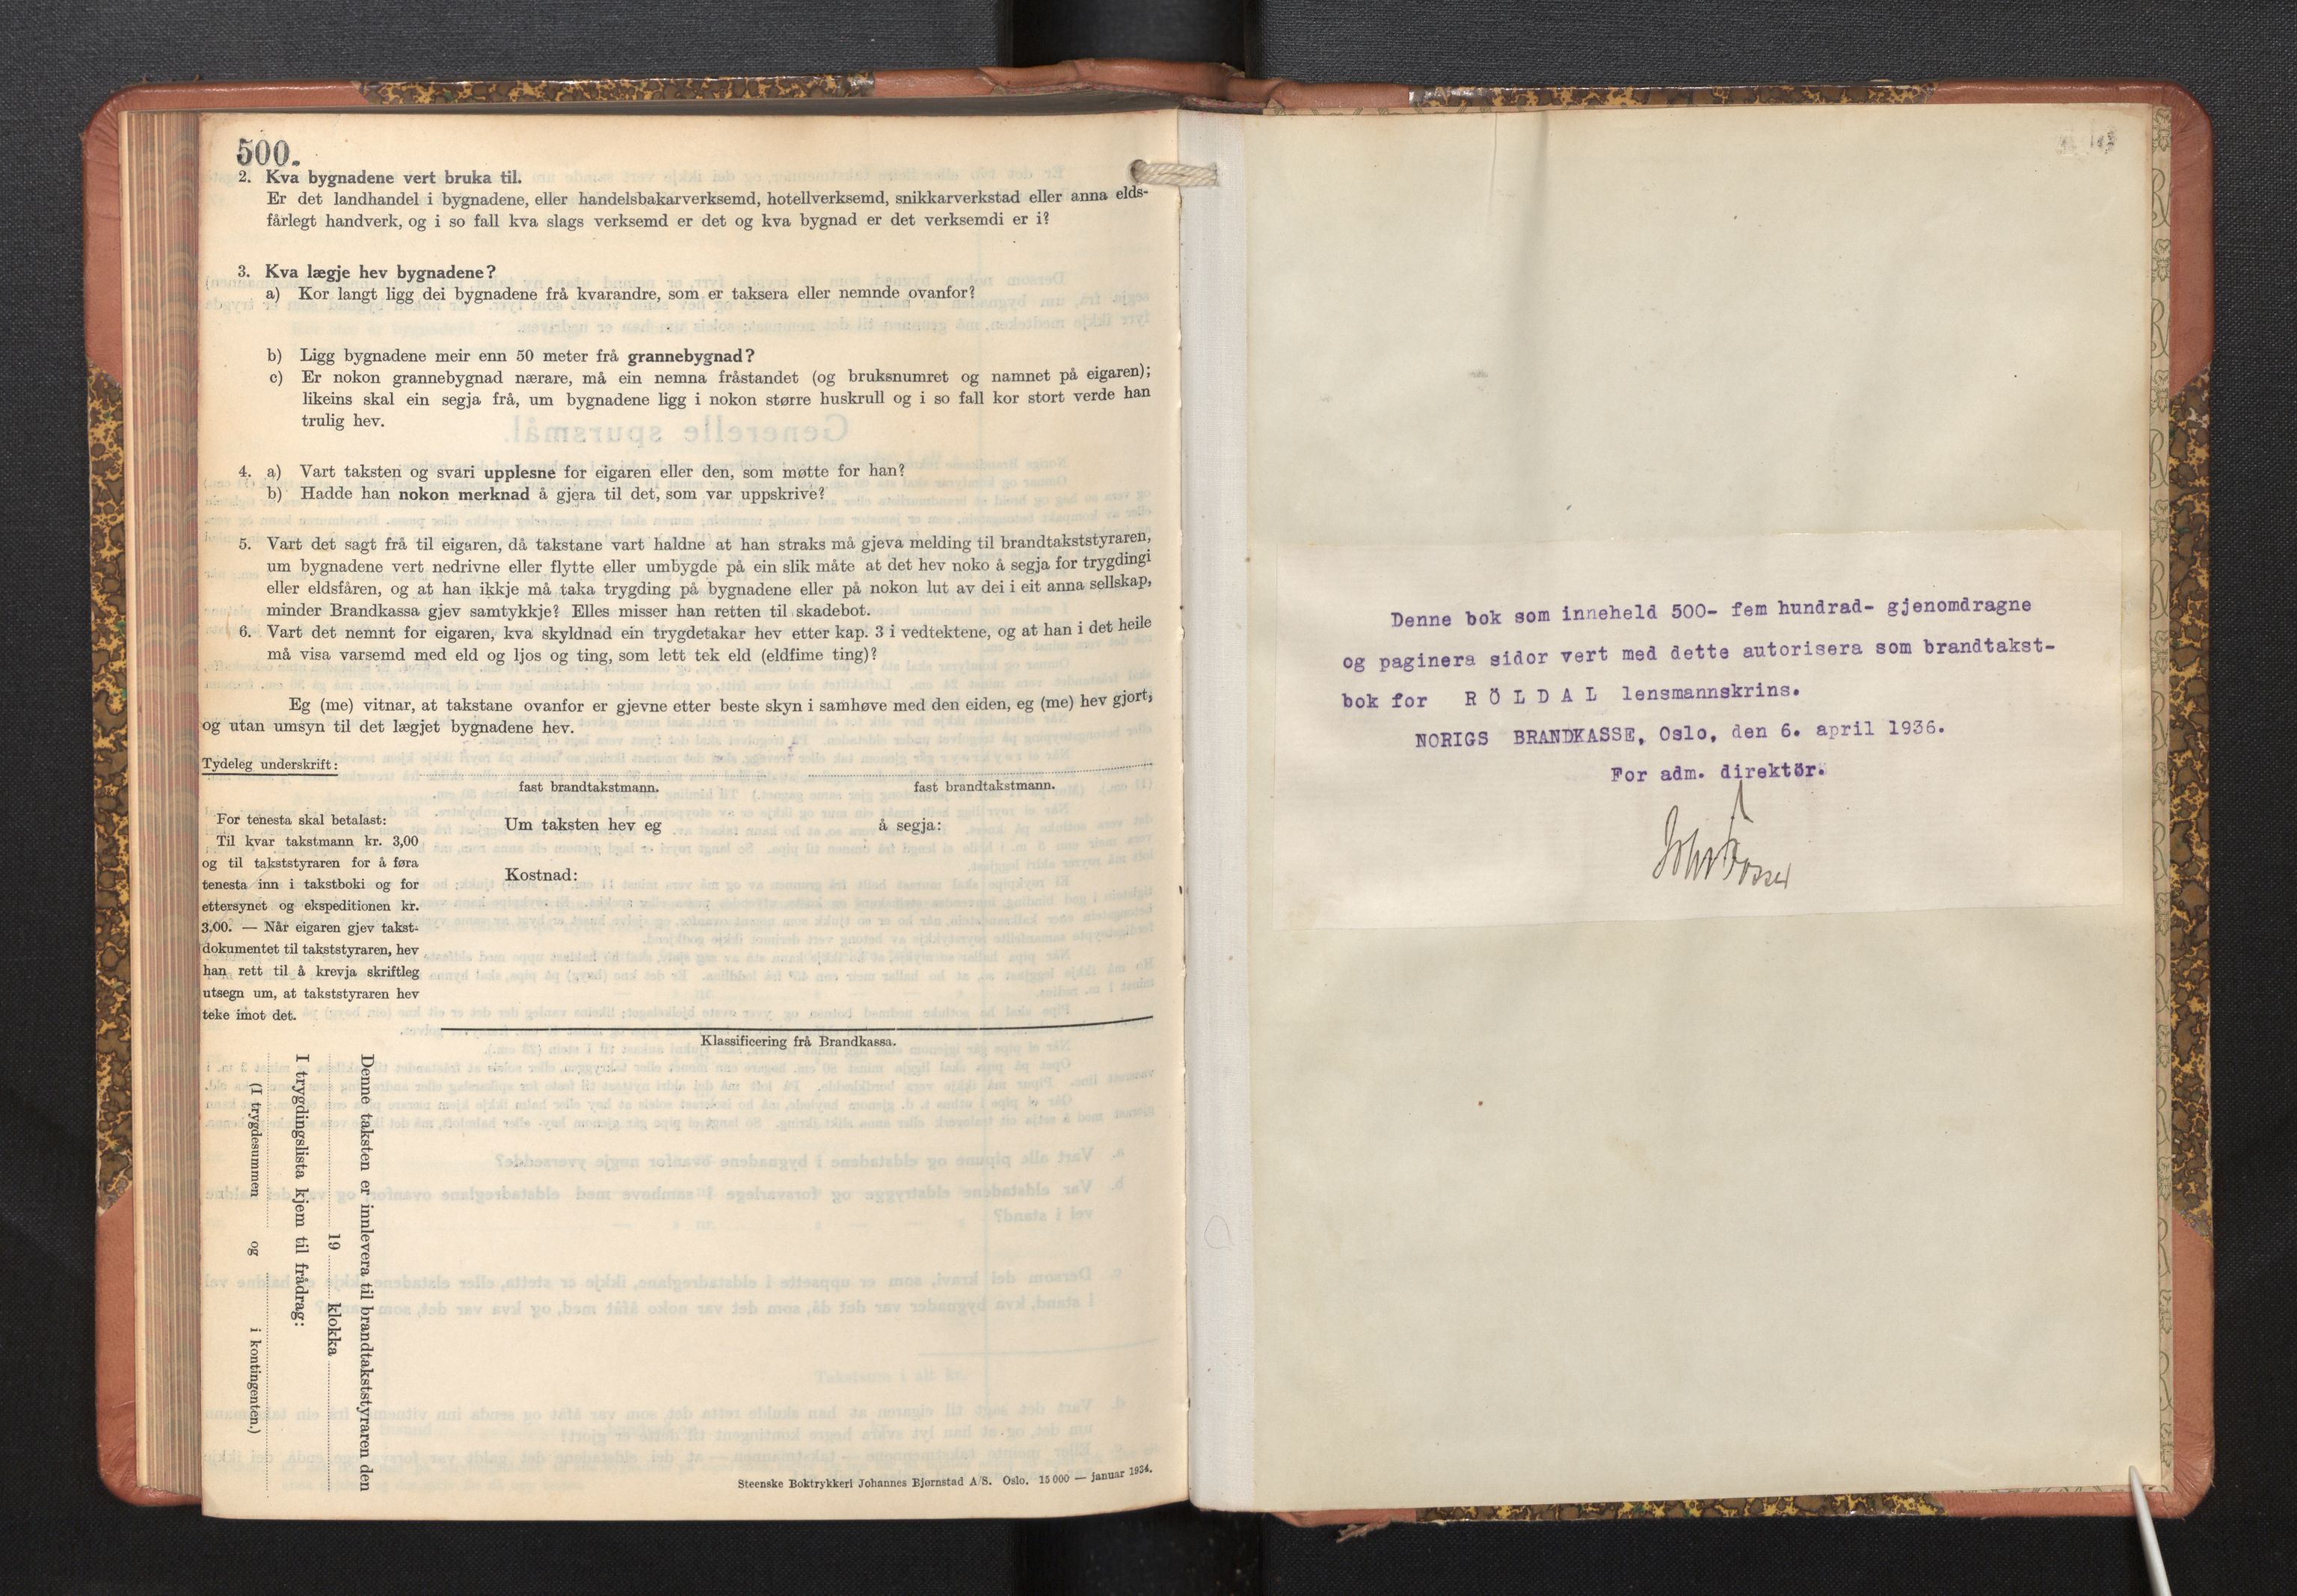 500.
2. Kva bygnadene vert bruka til.
Er det landhandel i bygnadene, eller handelsbakarverksemd, hotellverksemd, snikkarverkstad eller anna elds-
fårlegt handverk, og i so fall kva slags verksemd er det og kva bygnad er det verksemdi er i?
3. Kva lægje hev bygnadene?
a) Kor langt ligg dei bygnadene frå kvarandre, som er taksera eller nemnde ovanfor?
b) Ligg bygnadene meir enn 50 meter frå grannebygnad?
c) Er nokon grannebygnad nærare, må ein nemna fråstandet (og bruksnumret og namnet på eigaren);
likeins skal ein segja frå, um bygnadene ligg i nokon større huskrull og i so fall kor stort verde han
trulig hev.
4. a) Vart taksten og svari upplesne for eigaren eller den, som møtte for han?
b) Hadde han nokon merknad å gjera til det, som var uppskrive?
5. Vart det sagt frå til eigaren, då takstane vart haldne at han straks må gjeva melding til brandtakststyraren,
um bygnadene vert nedrivne eller flytte eller umbygde på ein slik måte at det hev noko å segja for trygdingi
eller eldsfåren, og at han ikkje må taka trygding på bygnadene eller på nokon lut av dei i eit anna sellskap,
minder Brandkassa gjev samtykkje? Elles misser han retten til skadebot.
6. Vart det nemnt for eigaren, kva skyldnad ein trygdetakar hev etter kap. 3 i vedtektene, og at han i det heile
må visa varsemd med eld og ljos og ting, som lett tek eld (eldfime ting)?
Eg (me) vitnar, at takstane ovanfor er gjevne etter beste skyn i samhøve med den eiden, eg (me) hev gjort,
og utan umsyn til det lægjet bygnadene hev.
Tydeleg underskrift:
fast brandtakstmann. fast brandtakstmann.
For tenesta skal betalast:
Til kvar takstmann kr. 3,00
og til takststyraren for å føra
tenesta inn i takstboki og for
ettersynet og ekspeditionen kr.
3.00. — Når eigaren gjev takst-
dokumentet til takststyraren, hev
han rett til å krevja skriftleg
utsegn um, at takststyraren hev
teke imot det.
Um taksten hev eg å segja:
Kostnad:
Klassificering frå Brandkassa.
Denne taksten er innlevera til brandtakststyraren den
19 klokka
I trygdingslista kjem til frådrag:
(I trygdesummen og i kontingenten.)
Steenske Boktrykkeri Johannes Bjørnstad A/S. Oslo. 15 000 — januar 1934.
Denne bok som inneheld 500- fem hundrad- gjenomdragne
og paginera sidor vert med dette autorisera som brandtakst-
bok for R Ö L D A L lensmannskrins.
NORIGS BRANDKASSE, Oslo, den 6. april 1936.
For adm. direktör.